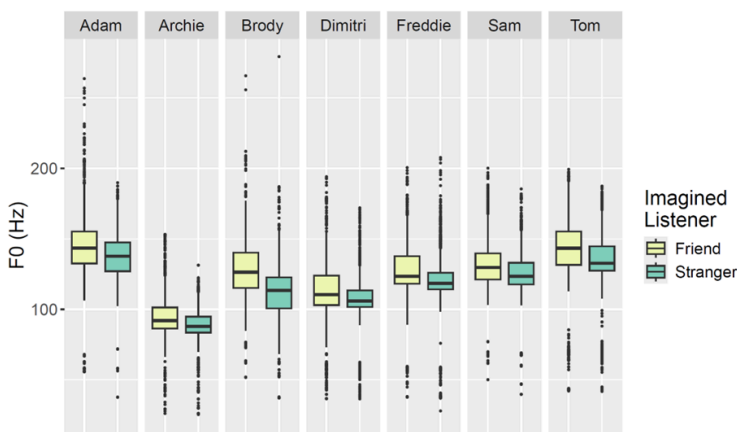 Adam Archie Brody Dimitri Freddie Sam Tom
200
100
F0 (Hz)
Imagined
Listener
Friend
Stranger